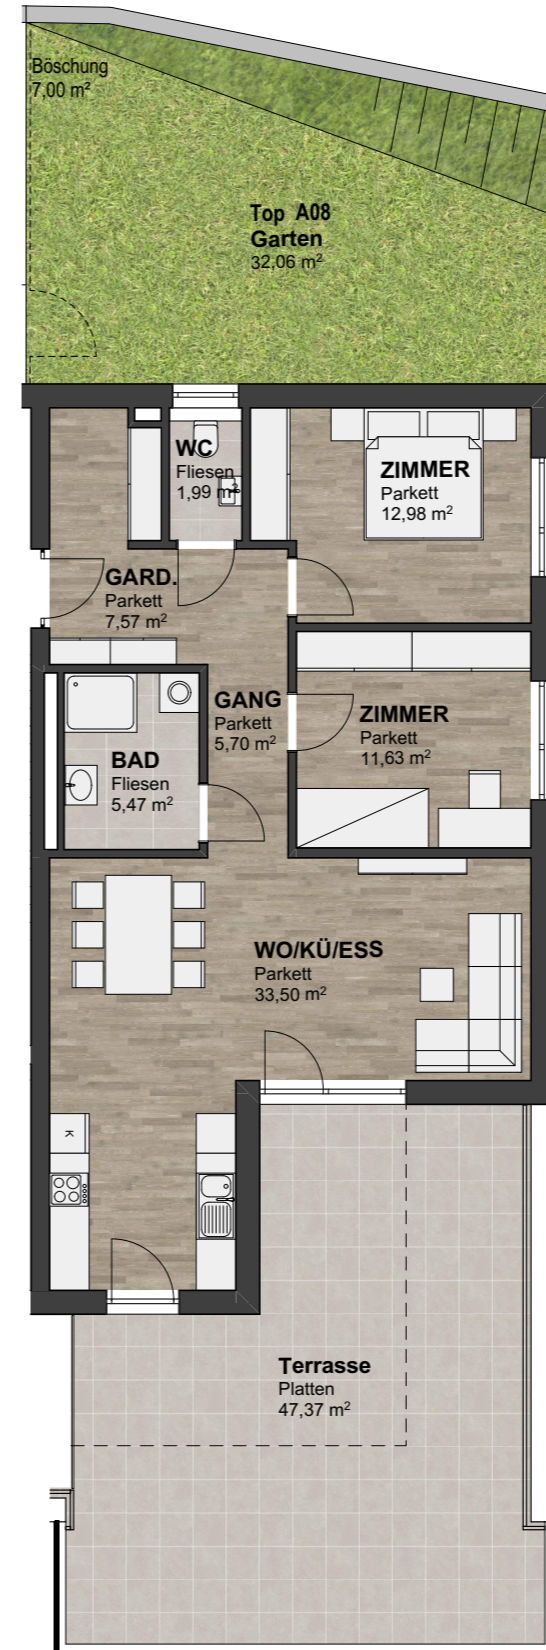 Böschung
7,00 m²
Top A08
Garten
32,06 m²
WC
Fliesen
1,99 m²
ZIMMER
Parkett
12,98 m²
GARD.
Parkett
7,57 m²
GANG
Parkett
5,70 m²
ZIMMER
Parkett
11,63 m²
BAD
Fliesen
5,47 m²
WO/KÜ/ESS
Parkett
33,50 m²
K
Terrasse
Platten
47,37 m²